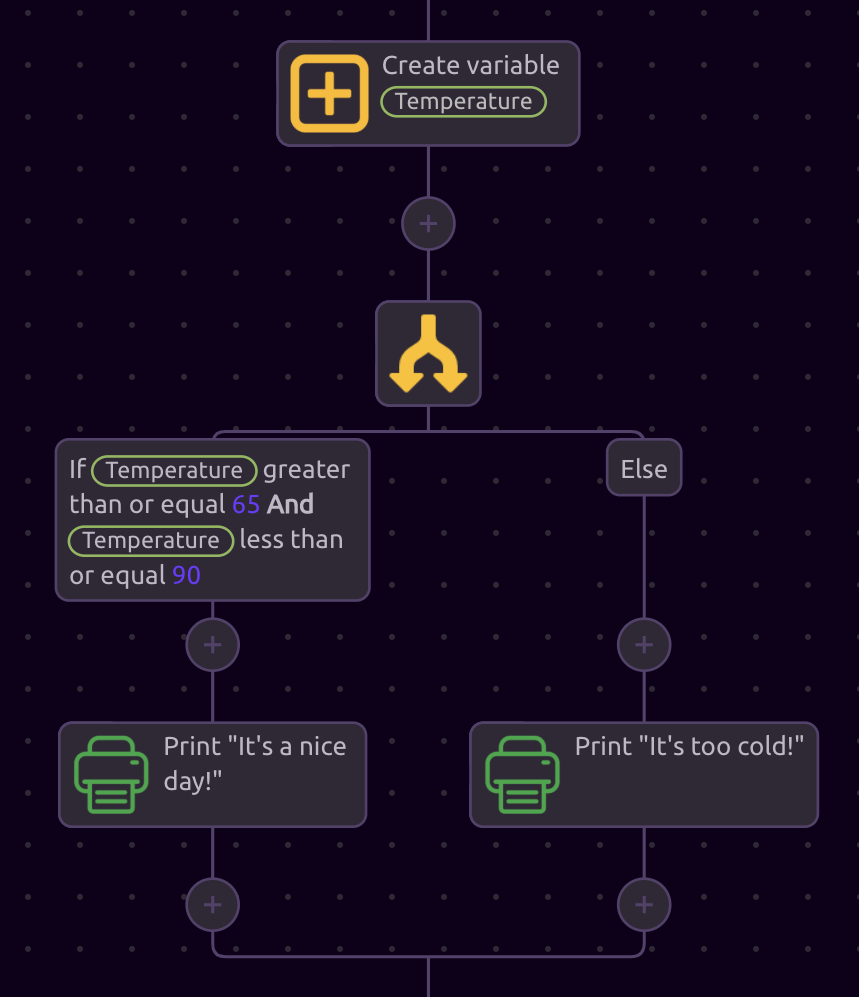 Create variable
Temperature
If Temperature greater
than or equal 65 And
Temperature less than
or equal 90
Else
Print "It's a nice
day!"
Print "It's too cold!"